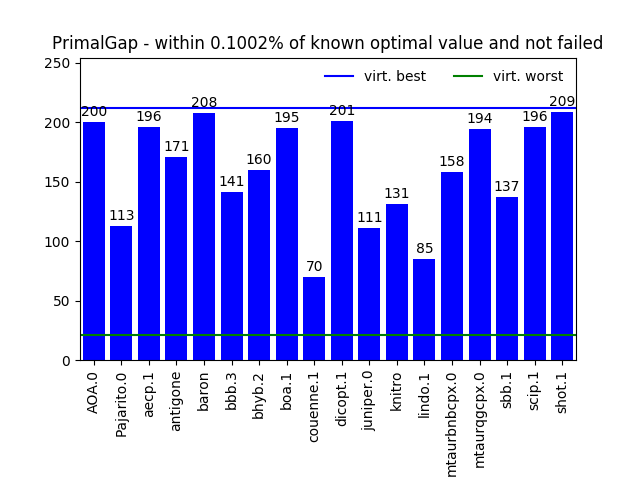 PrimalGap - within 0.1002% of known optimal value and not failed
250
200
150
100
50
0
virt. best
virt. worst
200
113
196
171
208
141
160
195
70
201
111
131
85
158
194
137
196
209
AOA.0
Pajarito.0
aecp.1
antigone
baron
bbb.3
bhyb.2
boa.1
couenne.1
dicopt.1
juniper.0
knitro
lindo.1
mtaurbnbcpx.0
mtaurqgcpx.0
sbb.1
scip.1
shot.1